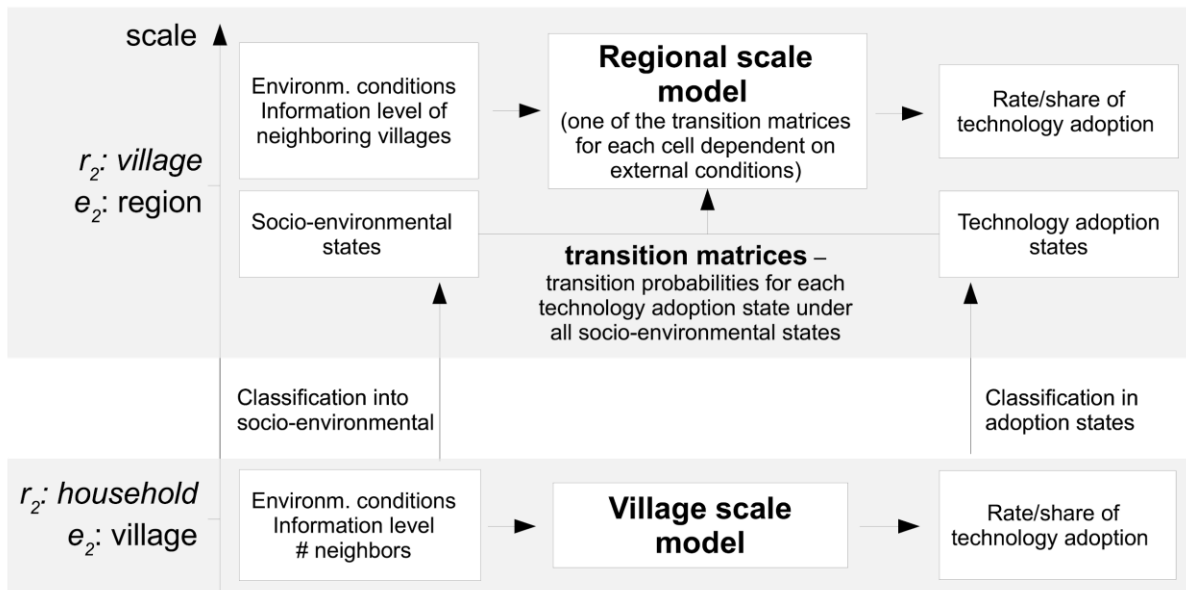 scale
Environm. conditions
Information level of
neighboring villages
Regional scale
model
(one of the transition matrices
for each cell dependent on
external conditions)
Rate/share of
technology adoption
r2: village
e2: region
Socio-environmental
states
transition matrices –
transition probabilities for each
technology adoption state under
all socio-environmental states
Technology adoption
states
Classification into
socio-environmental
Classification in
adoption states
r2: household
e2: village
Environm. conditions
Information level
# neighbors
Village scale
model
Rate/share of
technology adoption